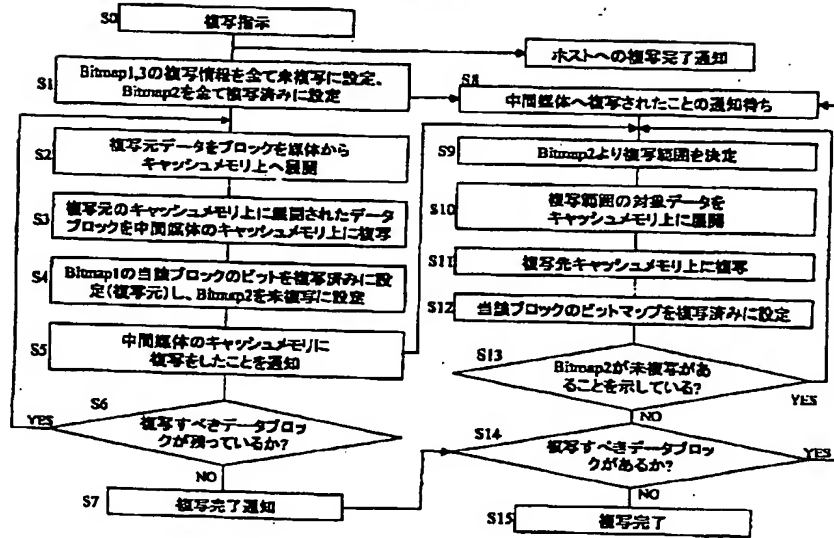 S0
複写指示
ホストへの複写完了通知
S1
Bitmap1,3の複写情報を全て未複写に設定、
Bitmap2を全て複写済みに設定
S8
中間媒体へ複写されたことの通知待ち
S2
複写元データをブロックを媒体から
キャッシュメモリ上へ展開
S9
Bitmap2より複写範囲を決定
S3
複写元のキャッシュメモリ上に展開されたデータ
ブロックを中間媒体のキャッシュメモリ上に複写
S10
複写範囲の対象データを
キャッシュメモリ上に展開
S11
複写先キャッシュメモリ上に複写
S4
Bitmap1の当該ブロックのビットを複写済みに設
定(複写元)し、Bitmap2を未複写に設定
S12
当該ブロックのビットマップを複写済みに設定
S5
中間媒体のキャッシュメモリに
複写をしたことを通知
S13
Bitmap2が未複写があ
ることを示している?
YES
NO
S6
複写すべきデータブロッ
クが残っているか?
YES
NO
S14
複写すべきデータブロッ
クがあるか?
YES
NO
S7
複写完了通知
S15
複写完了